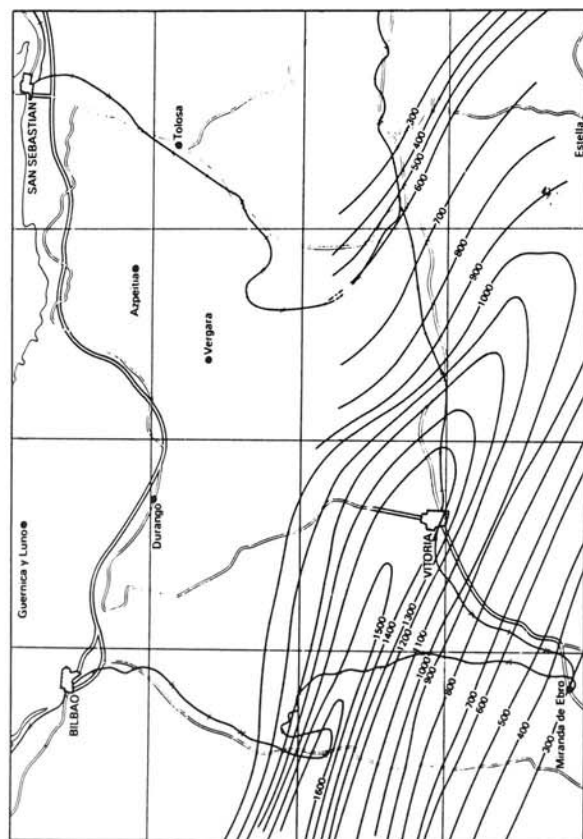 Guernica y Luno
SAN SEBASTIAN
BILBAO
Azpeitia
Durango
Tolosa
Vergara
1600
1500
1400
1300
1200
1100
1000
900
800
700
600
500
400
300
300
400
500
600
700
800
900
1000
VITORIA
Miranda de Ebro
Estella